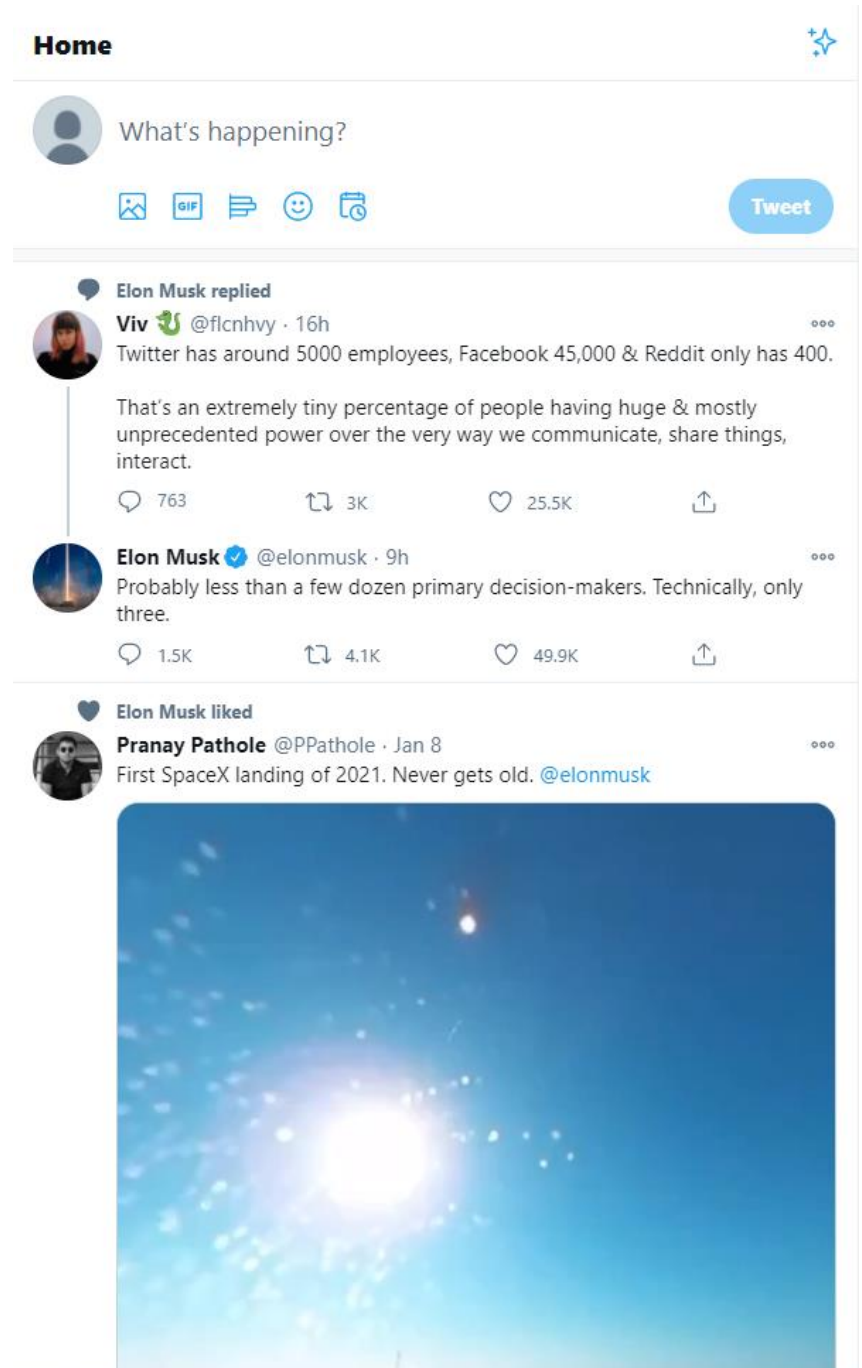 Home
What's happening?
GIF
Tweet
Elon Musk replied
Viv 🐉 @flcnhvy · 16h
Twitter has around 5000 employees, Facebook 45,000 & Reddit only has 400.
That's an extremely tiny percentage of people having huge & mostly
unprecedented power over the very way we communicate, share things,
interact.
763 3K 25.5K
Elon Musk @elonmusk · 9h
Probably less than a few dozen primary decision-makers. Technically, only
three.
1.5K 4.1K 49.9K
Elon Musk liked
Pranay Pathole @PPathole · Jan 8
First SpaceX landing of 2021. Never gets old. @elonmusk